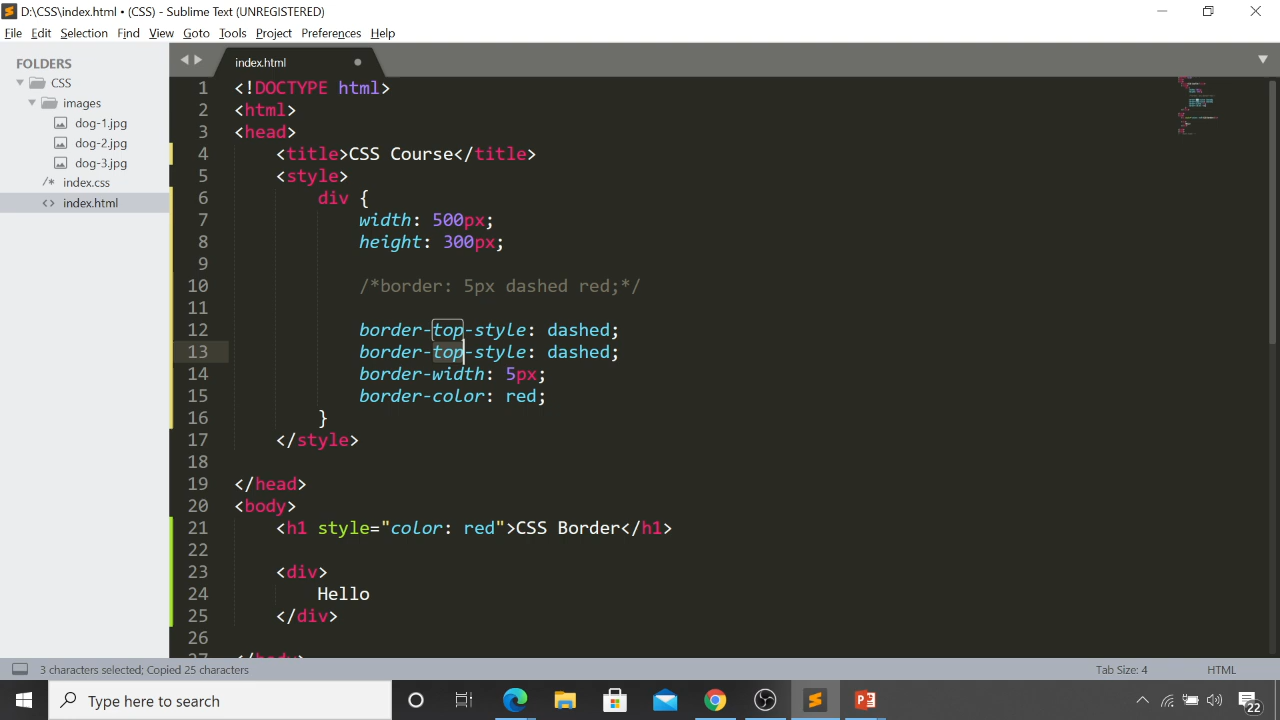 D:\CSS\index.html • (CSS) - Sublime Text (UNREGISTERED)
File Edit Selection Find View Goto Tools Project Preferences Help
FOLDERS
CSS
images
dog-1.jpg
dog-2.jpg
dog-3.jpg
/* index.css
<> index.html
index.html
1 <!DOCTYPE html>
2 <html>
3 <head>
4 <title>CSS Course</title>
5 <style>
6 div {
7 width: 500px;
8 height: 300px;
9
10 /*border: 5px dashed red;*/
11
12 border-top-style: dashed;
13 border-top-style: dashed;
14 border-width: 5px;
15 border-color: red;
16 }
17 </style>
18
19 </head>
20 <body>
21 <h1 style="color: red">CSS Border</h1>
22
23 <div>
24 Hello
25 </div>
26
27 </body>
3 characters selected; Copied 25 characters
Tab Size: 4 HTML
Type here to search
22